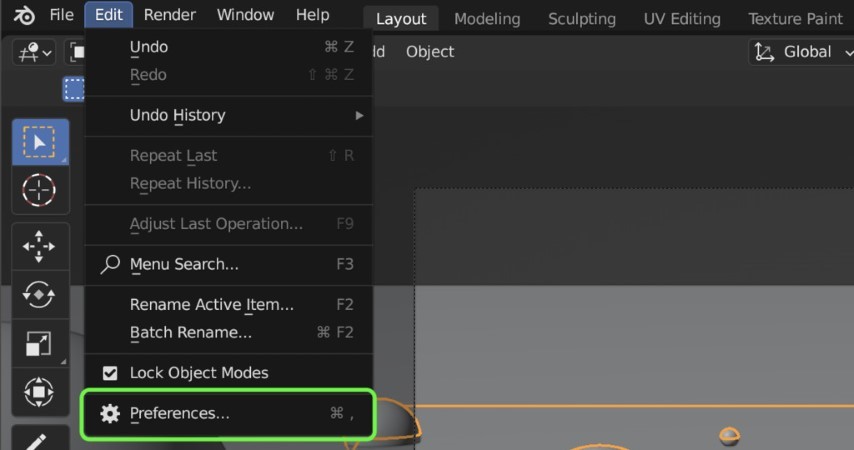 File Edit Render Window Help Layout Modeling Sculpting UV Editing Texture Paint
Object Global
Undo ⌘ Z
Redo ⇧ ⌘ Z
Undo History
Repeat Last ⇧ R
Repeat History...
Adjust Last Operation... F9
Menu Search... F3
Rename Active Item... F2
Batch Rename... ⌘ F2
Lock Object Modes
Preferences... ⌘ ,